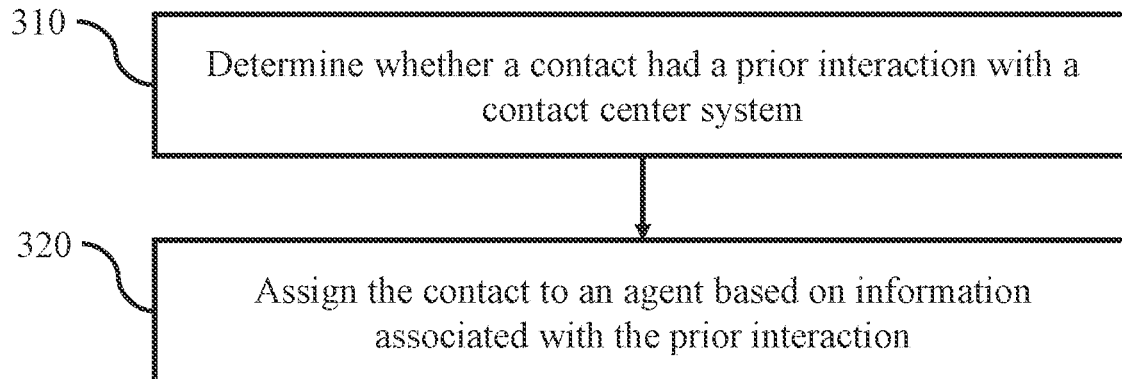 310
Determine whether a contact had a prior interaction with a
contact center system
320
Assign the contact to an agent based on information
associated with the prior interaction